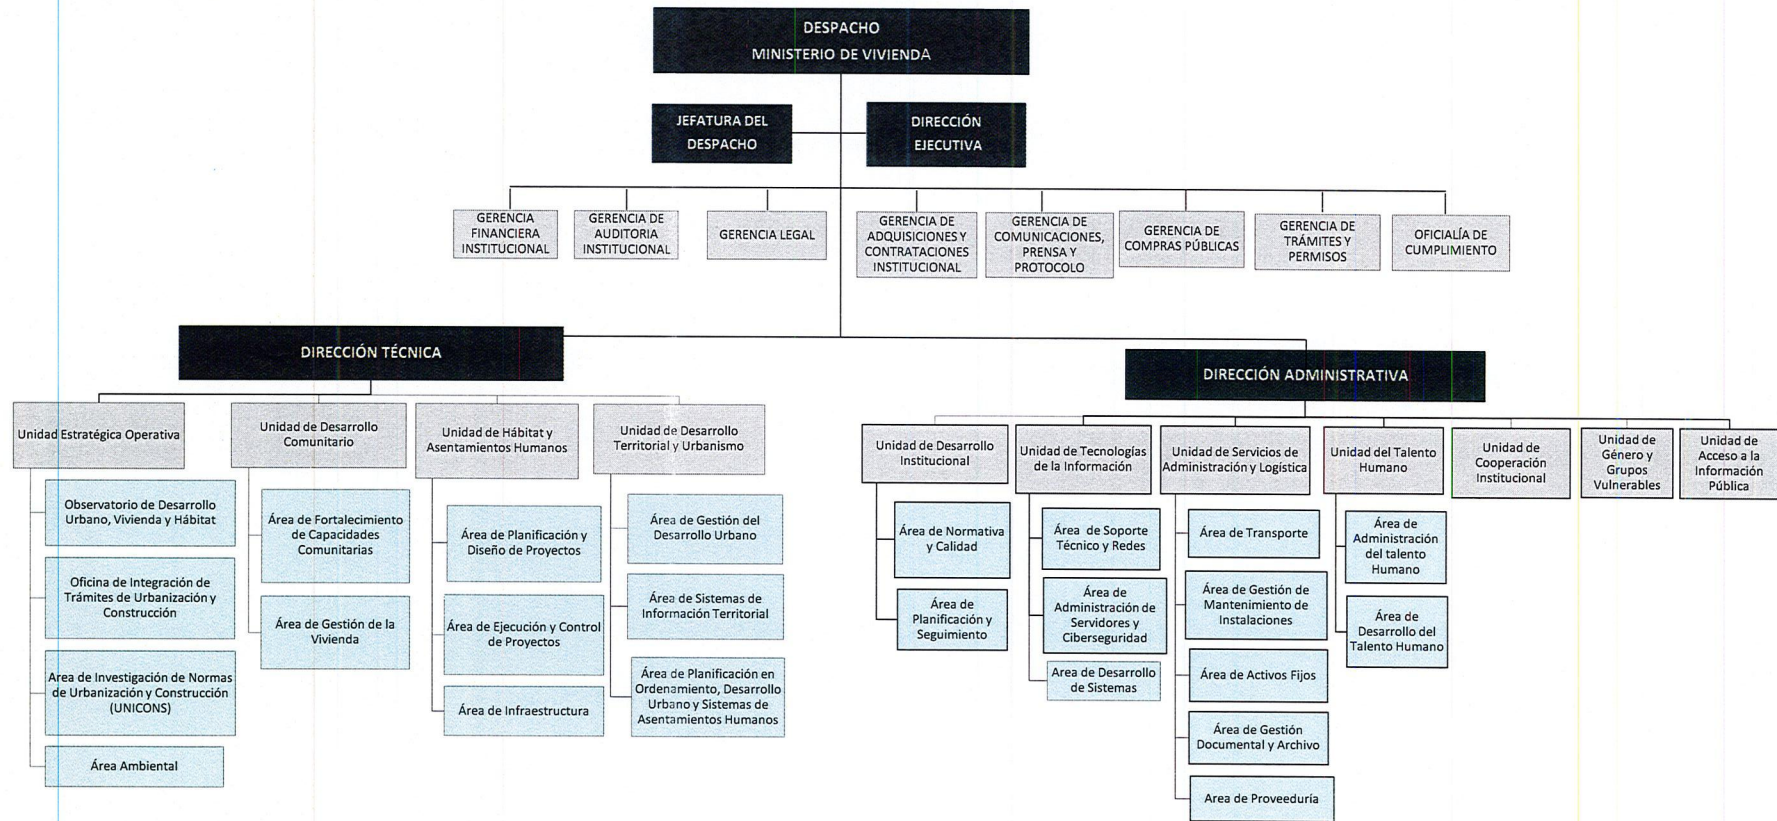 DESPACHO
MINISTERIO DE VIVIENDA
JEFATURA DEL
DESPACHO
DIRECCIÓN
EJECUTIVA
GERENCIA
FINANCIERA
INSTITUCIONAL
GERENCIA DE
AUDITORIA
INSTITUCIONAL
GERENCIA LEGAL
GERENCIA DE
ADQUISICIONES Y
CONTRATACIONES
INSTITUCIONAL
GERENCIA DE
COMUNICACIONES,
PRENSA Y
PROTOCOLO
GERENCIA DE
COMPRAS PÚBLICAS
GERENCIA DE
TRÁMITES Y
PERMISOS
OFICIALÍA DE
CUMPLIMIENTO
DIRECCIÓN TÉCNICA
Unidad Estratégica Operativa
Observatorio de Desarrollo
Urbano, Vivienda y Hábitat
Oficina de Integración de
Trámites de Urbanización y
Construcción
Area de Investigación de Normas
de Urbanización y Construcción
(UNICONS)
Área Ambiental
Unidad de Desarrollo
Comunitario
Área de Fortalecimiento
de Capacidades
Comunitarias
Área de Gestión de la
Vivienda
Unidad de Hábitat y
Asentamientos Humanos
Área de Planificación y
Diseño de Proyectos
Área de Ejecución y Control
de Proyectos
Área de Infraestructura
Unidad de Desarrollo
Territorial y Urbanismo
Área de Gestión del
Desarrollo Urbano
Área de Sistemas de
Información Territorial
Área de Planificación en
Ordenamiento, Desarrollo
Urbano y Sistemas de
Asentamientos Humanos
DIRECCIÓN ADMINISTRATIVA
Unidad de Desarrollo
Institucional
Área de Normativa
y Calidad
Área de
Planificación y
Seguimiento
Unidad de Tecnologías
de la Información
Área de Soporte
Técnico y Redes
Área de
Administración de
Servidores y
Ciberseguridad
Area de Desarrollo
de Sistemas
Unidad de Servicios de
Administración y Logística
Área de Transporte
Área de Gestión de
Mantenimiento de
Instalaciones
Área de Activos Fijos
Área de Gestión
Documental y Archivo
Area de Proveeduría
Unidad del Talento
Humano
Área de
Administración
del talento
Humano
Área de
Desarrollo del
Talento Humano
Unidad de
Cooperación
Institucional
Unidad de
Género y
Grupos
Vulnerables
Unidad de
Acceso a la
Información
Pública